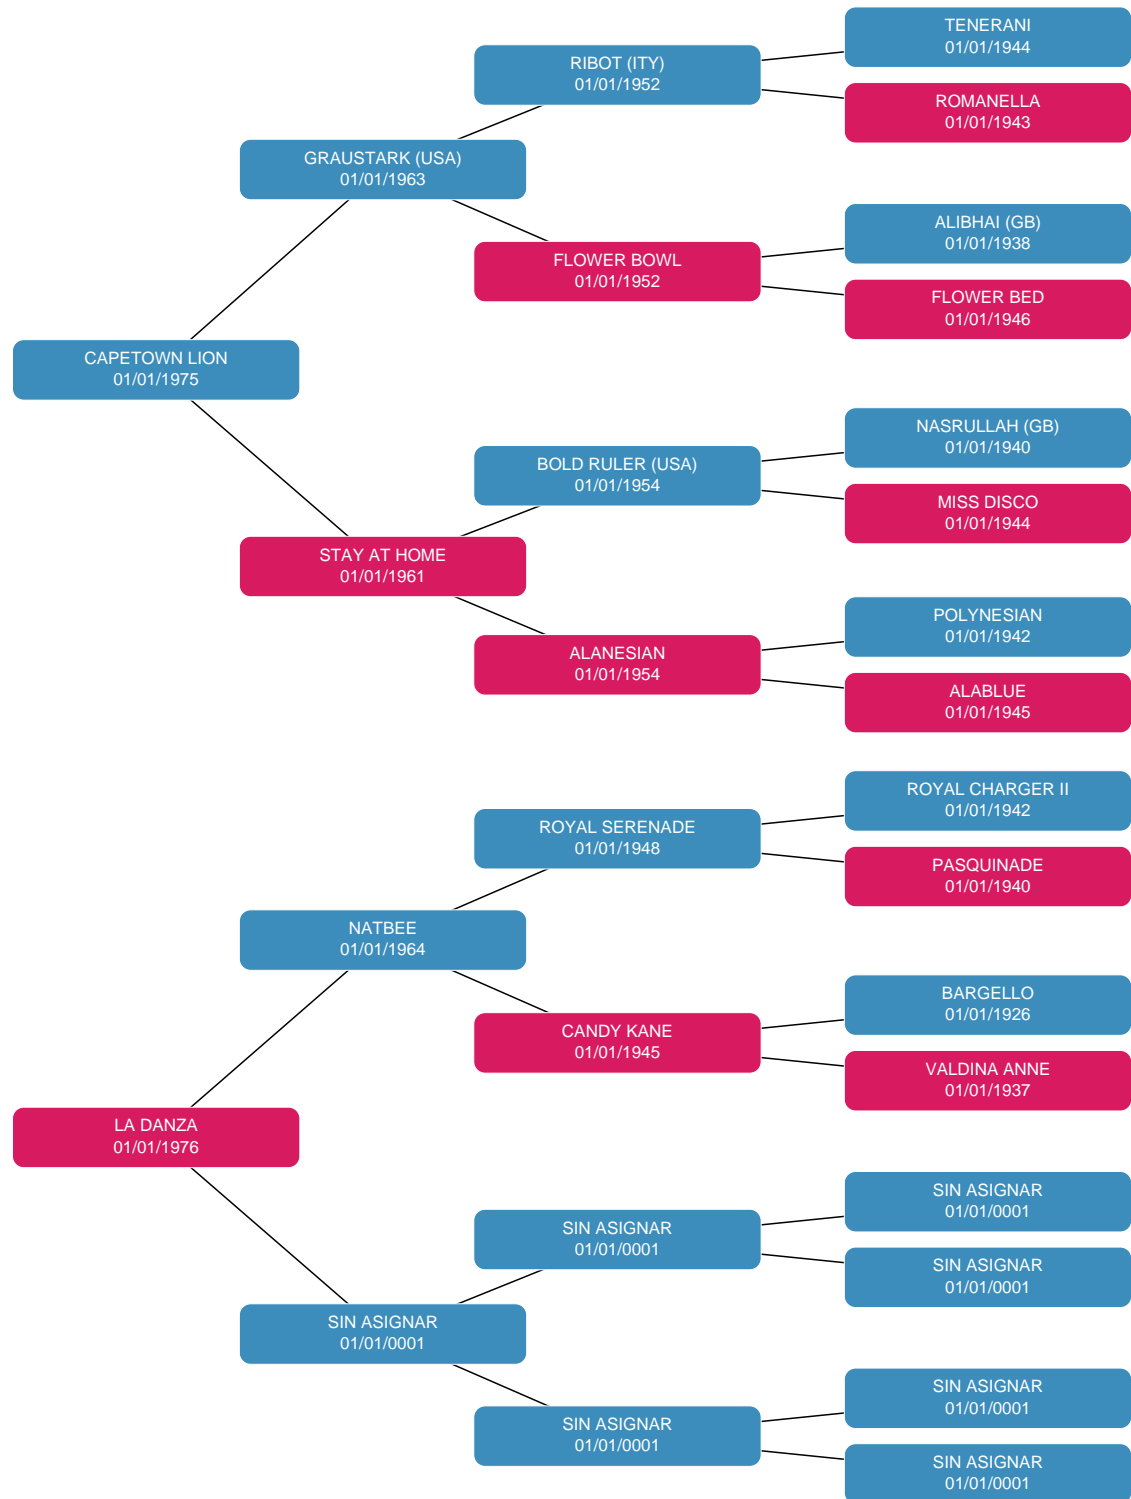 TENERANI
01/01/1944
RIBOT (ITY)
01/01/1952
ROMANELLA
01/01/1943
GRAUSTARK (USA)
01/01/1963
ALIBHAI (GB)
01/01/1938
FLOWER BOWL
01/01/1952
FLOWER BED
01/01/1946
CAPETOWN LION
01/01/1975
NASRULLAH (GB)
01/01/1940
BOLD RULER (USA)
01/01/1954
MISS DISCO
01/01/1944
STAY AT HOME
01/01/1961
POLYNESIAN
01/01/1942
ALANESIAN
01/01/1954
ALABLUE
01/01/1945
ROYAL CHARGER II
01/01/1942
ROYAL SERENADE
01/01/1948
PASQUINADE
01/01/1940
NATBEE
01/01/1964
BARGELLO
01/01/1926
CANDY KANE
01/01/1945
VALDINA ANNE
01/01/1937
LA DANZA
01/01/1976
SIN ASIGNAR
01/01/0001
SIN ASIGNAR
01/01/0001
SIN ASIGNAR
01/01/0001
SIN ASIGNAR
01/01/0001
SIN ASIGNAR
01/01/0001
SIN ASIGNAR
01/01/0001
SIN ASIGNAR
01/01/0001